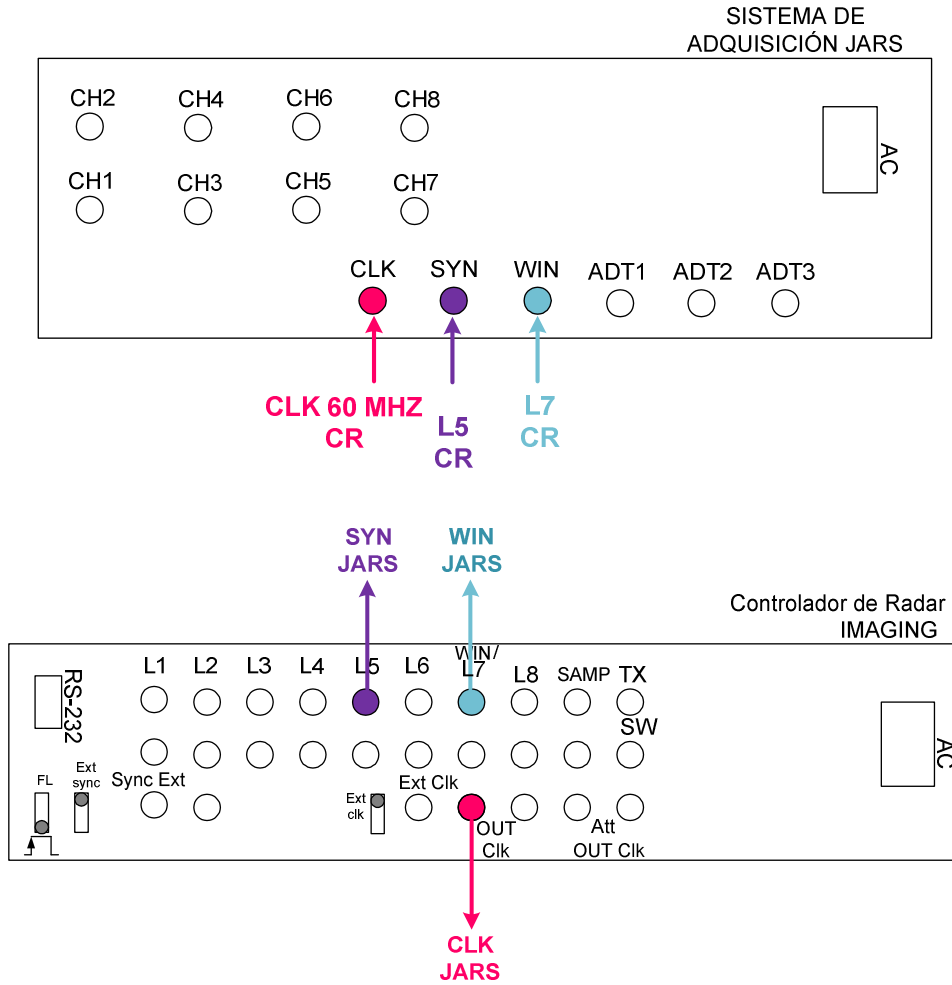 SISTEMA DE
ADQUISICIÓN JARS
CH2 CH4 CH6 CH8
AC
CH1 CH3 CH5 CH7
CLK SYN WIN ADT1 ADT2 ADT3
CLK 60 MHZ
CR
L5
CR
L7
CR
SYN
JARS
WIN
JARS
Controlador de Radar
IMAGING
RS-232
L1 L2 L3 L4 L5 L6 WIN/
L7 L8 SAMP TX
SW
AC
FL
Ext
sync
Sync Ext
Ext
clk
Ext Clk
OUT
Clk
Att
OUT Clk
CLK
JARS